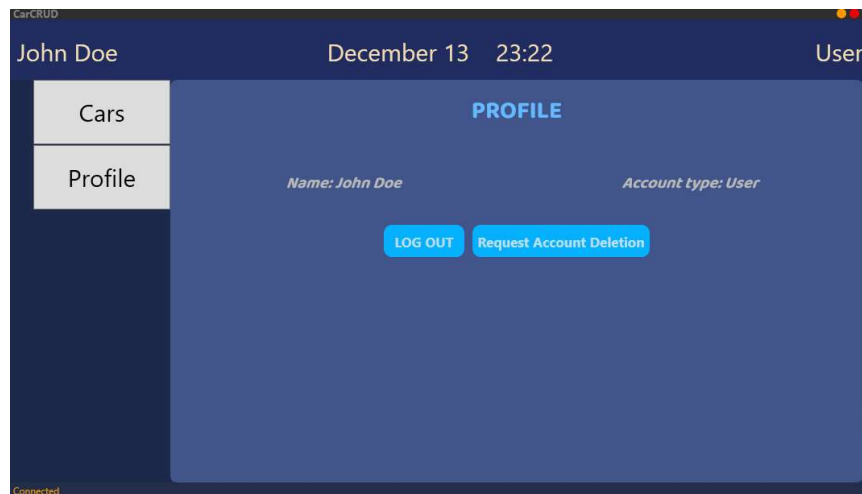 CarCRUD
John Doe December 13 23:22 User
Cars
Profile
PROFILE
Name: John Doe Account type: User
LOG OUT Request Account Deletion
Connected